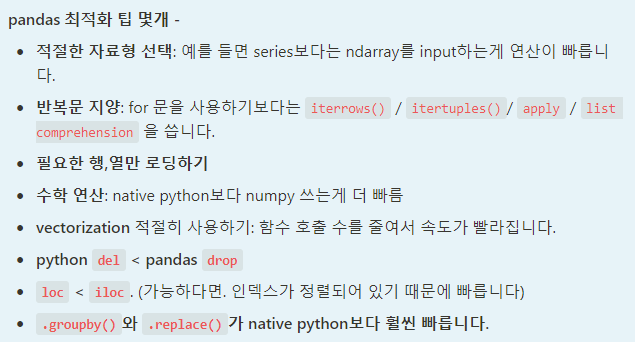 pandas 최적화 팁 몇개 -
• 적절한 자료형 선택: 예를 들면 series보다는 ndarray를 input하는게 연산이 빠릅니
다.
• 반복문 지양: for 문을 사용하기보다는 iterrows() / itertuples() / apply / list
comprehension 을 씁니다.
• 필요한 행,열만 로딩하기
• 수학 연산: native python보다 numpy 쓰는게 더 빠름
• vectorization 적절히 사용하기: 함수 호출 수를 줄여서 속도가 빨라집니다.
• python del < pandas drop
• loc < iloc . (가능하다면. 인덱스가 정렬되어 있기 때문에 빠릅니다)
• .groupby() 와 .replace() 가 native python보다 훨씬 빠릅니다.